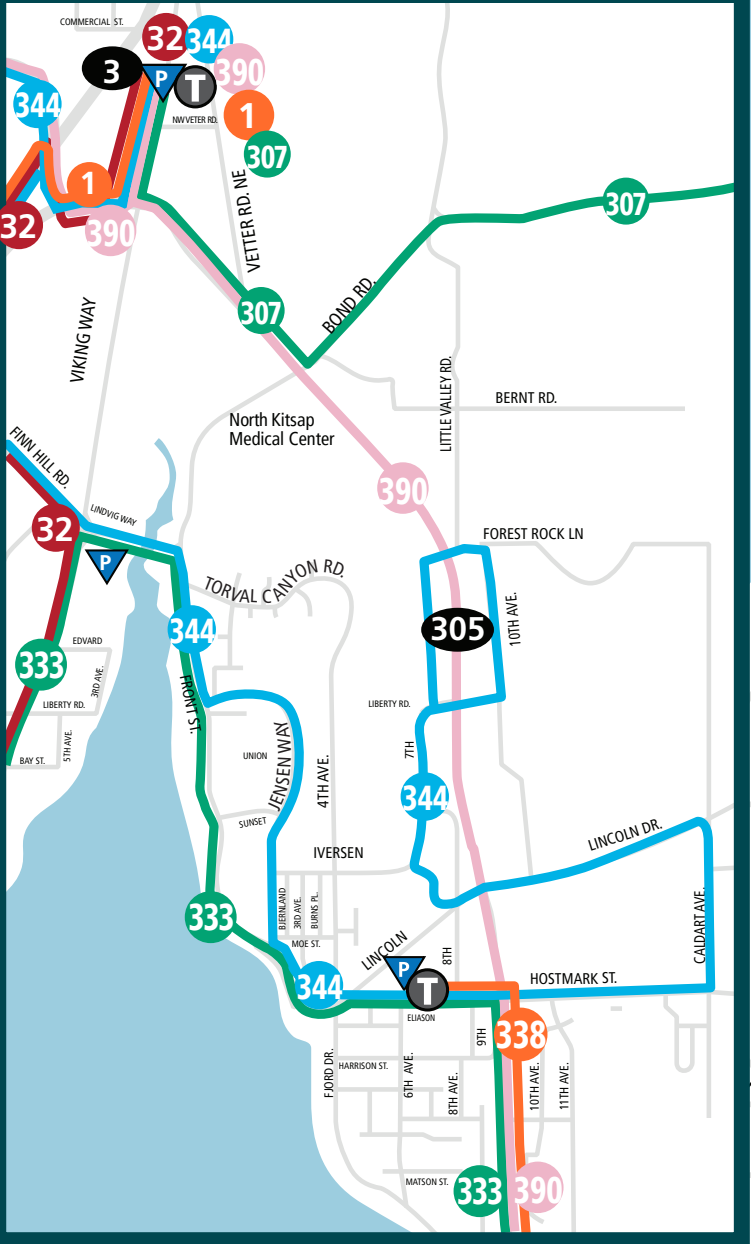 COMMERCIAL ST.
32
344
3
P
T
390
344
1
NW VETER RD.
307
1
32
390
VETTER RD. NE
307
307
BOND RD.
VIKING WAY
LITTLE VALLEY RD.
BERNT RD.
North Kitsap
Medical Center
FINN HILL RD.
390
LINDVIG WAY
32
P
FOREST ROCK LN
TORVAL CANYON RD.
344
305
10TH AVE.
EDVARD
333
3RD AVE.
LIBERTY RD.
FRONT ST.
LIBERTY RD.
5TH AVE.
BAY ST.
UNION
JENSEN WAY
4TH AVE.
7TH
344
SUNSET
LINCOLN DR.
IVERSEN
BJERNLAND
3RD AVE.
BURNS PL.
333
CALDART AVE.
MOE ST.
LINCOLN
8TH
P
T
344
HOSTMARK ST.
ELIASON
9TH
338
FJORD DR.
HARRISON ST.
6TH AVE.
8TH AVE.
10TH AVE.
11TH AVE.
MATSON ST.
333
390